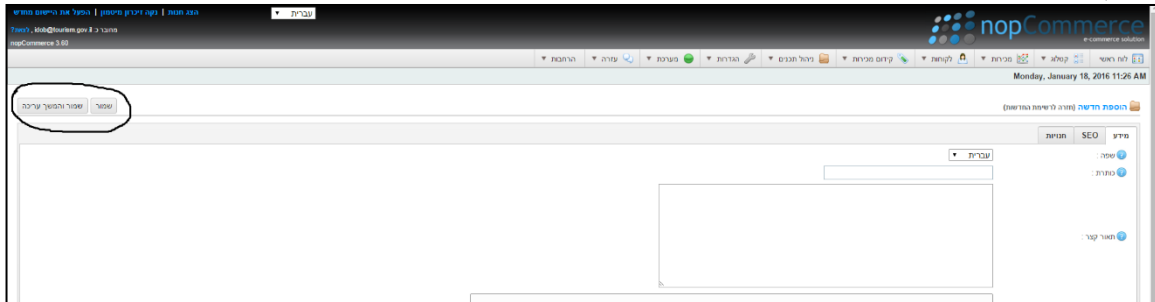 nopCommerce
e-commerce solution
עברית
הצג חנות | נקה זיכרון מיטמון | הפעל את היישום מחדש
מחובר כ: klob@tourism.gov.il, לצאת?
nopCommerce 3.60
לוח ראשי קטלוג מכירות לקוחות קידום מכירות ניהול תכנים הגדרות מערכת עזרה הרחבות
Monday, January 18, 2016 11:26 AM
הוספת חדשה (חזרה לרשימת החדשות)
שמור שמור והמשך עריכה
מידע SEO חנויות
שפה :
עברית
כותרת :
תאור קצר :